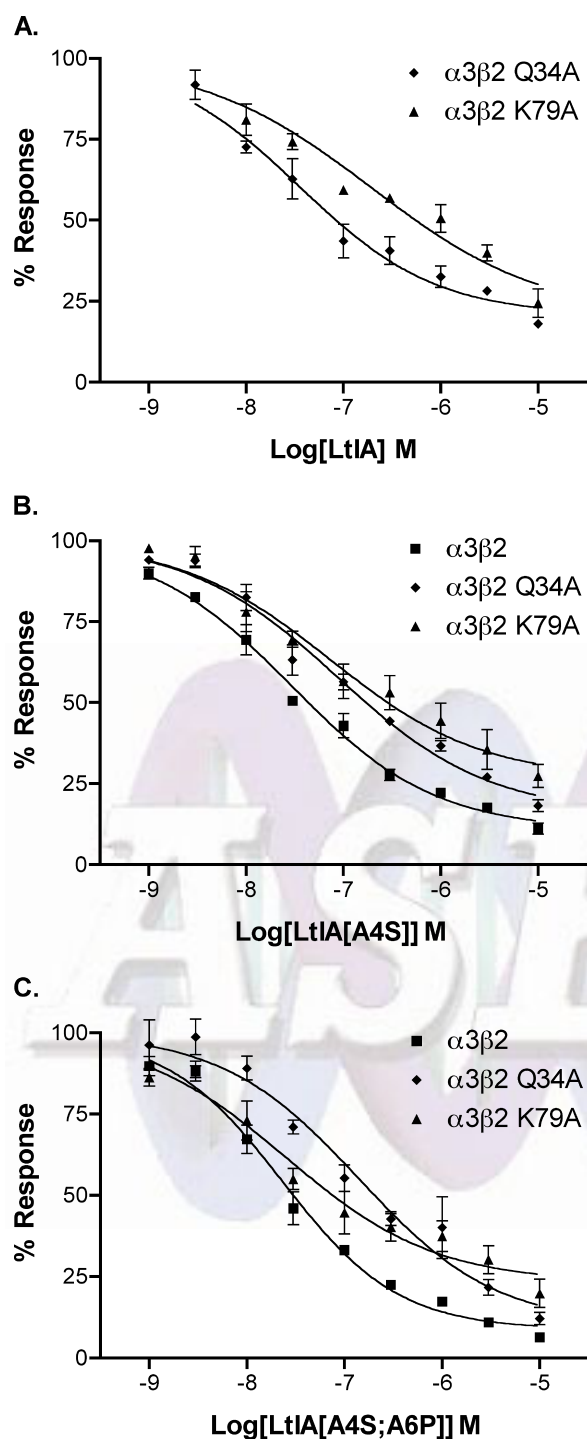 A.
α3β2 Q34A
α3β2 K79A
100
75
50
25
0
% Response
-9 -8 -7 -6 -5
Log[LtIA] M
B.
α3β2
α3β2 Q34A
α3β2 K79A
100
75
50
25
0
% Response
-9 -8 -7 -6 -5
Log[LtIA[A4S]] M
C.
α3β2
α3β2 Q34A
α3β2 K79A
100
75
50
25
0
% Response
-9 -8 -7 -6 -5
Log[LtIA[A4S;A6P]] M